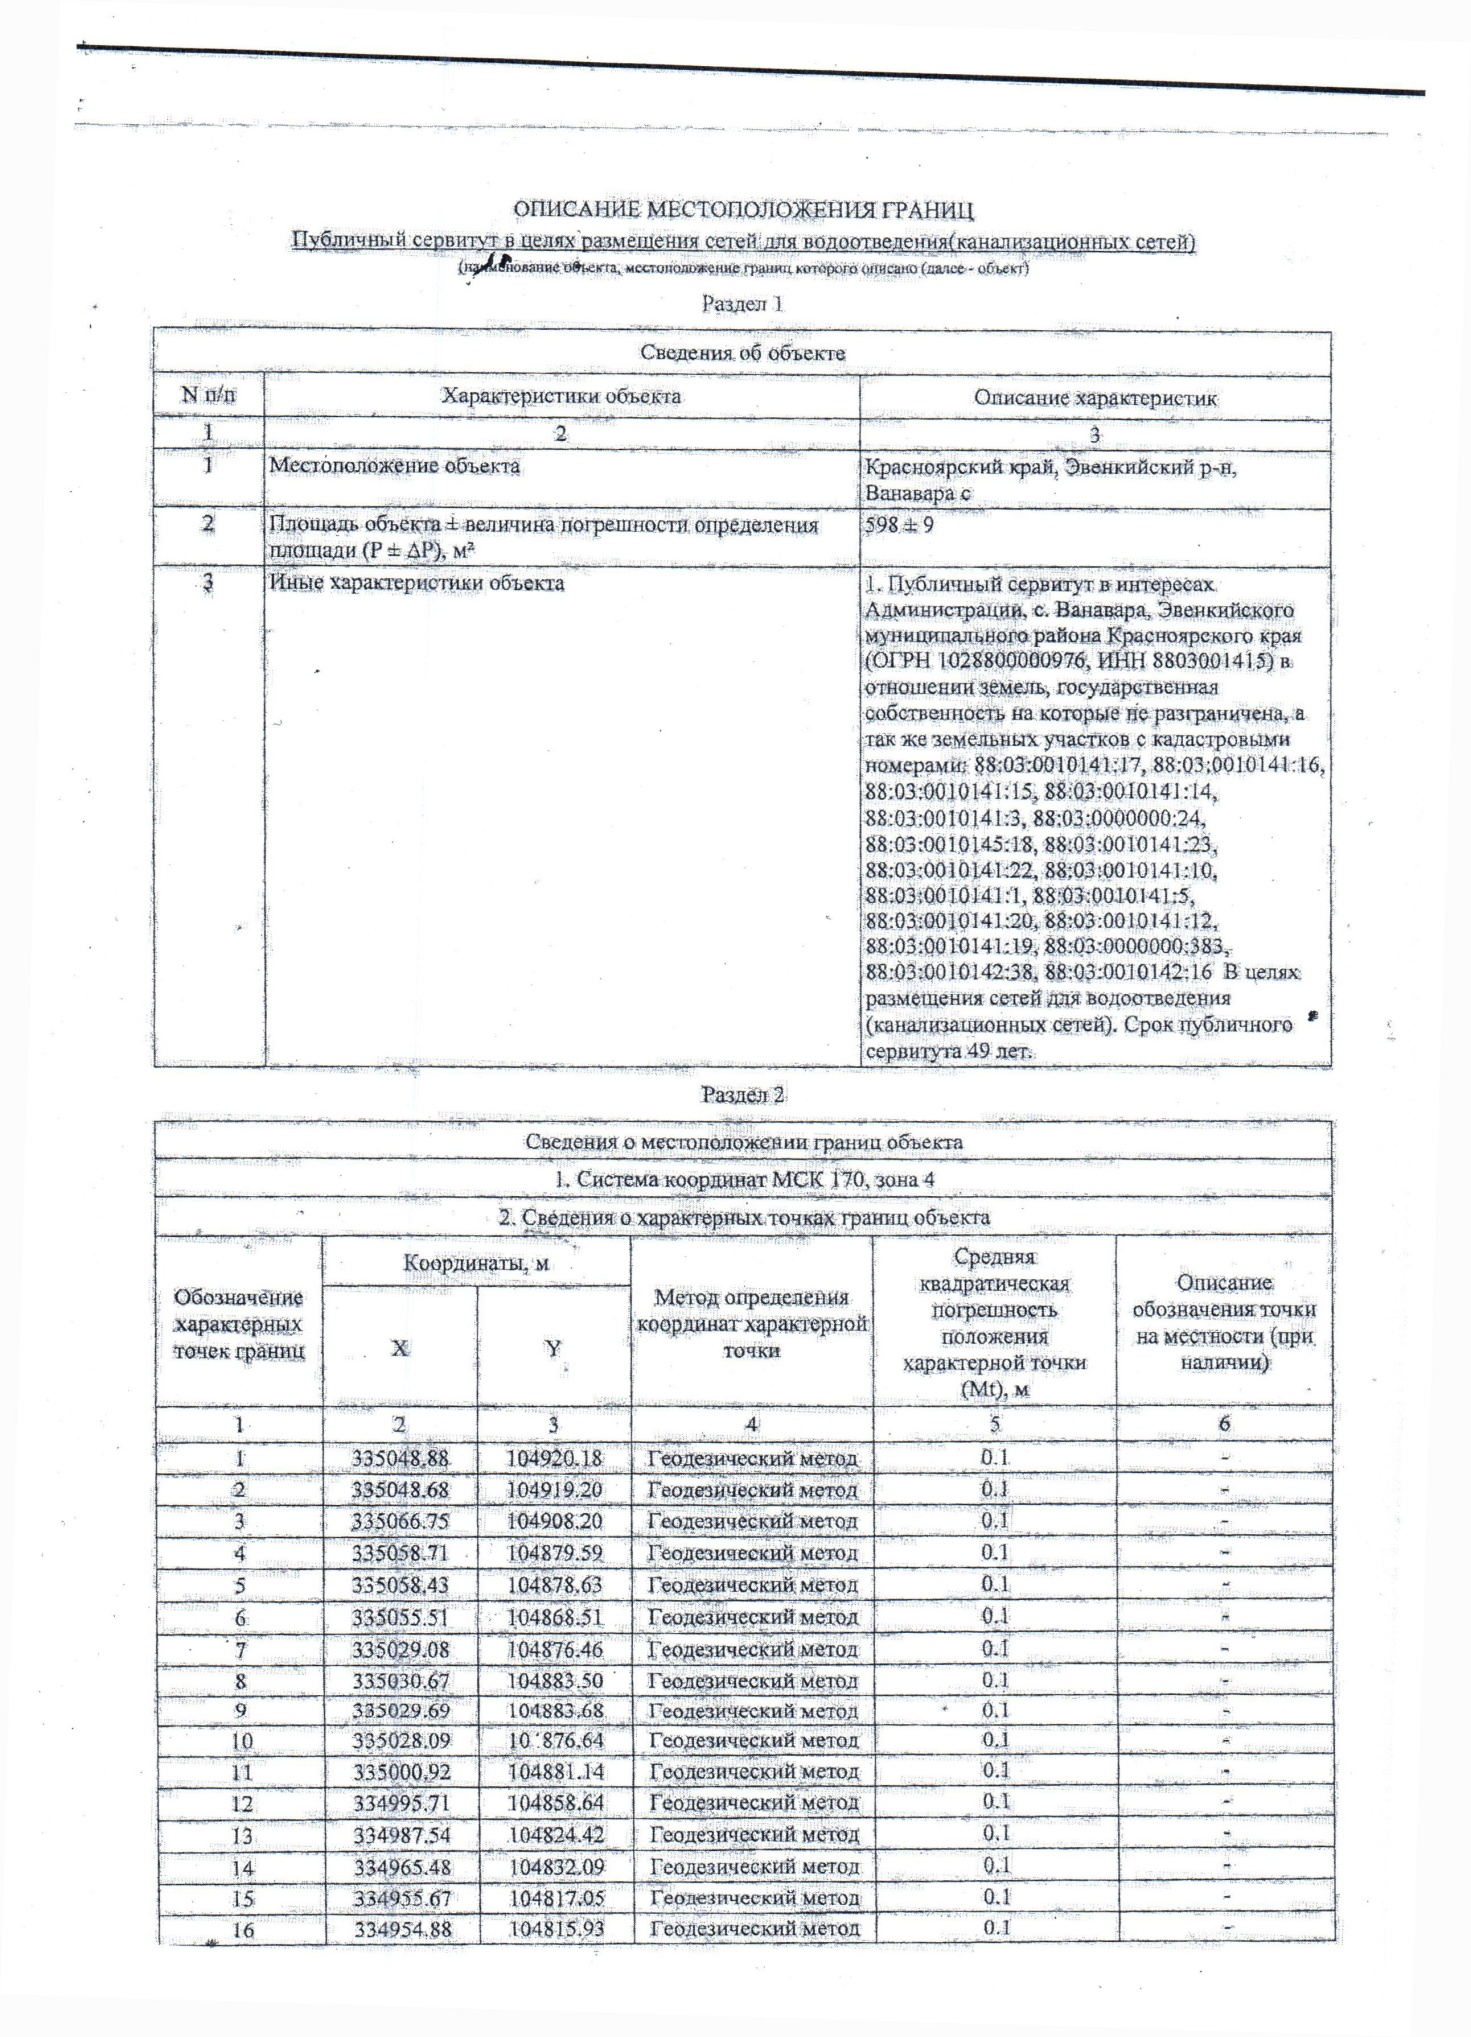 ОПИСАНИЕ МЕСТОПОЛОЖЕНИЯ ГРАНИЦ
Публичный сервитут в целях размещения сетей для водоотведения(канализационных сетей)
(наименование объекта, местоположение границ которого описано (далее - объект)
Раздел 1
Сведения об объекте
N п/п Характеристики объекта Описание характеристик
1 2 3
1 Местоположение объекта Красноярский край, Эвенкийский р-н,
Ванавара с
2 Площадь объекта ± величина погрешности определения 598 ± 9
площади (P ± ΔP), м²
3 Иные характеристики объекта 1. Публичный сервитут в интересах
Администрации, с. Ванавара, Эвенкийского
муниципального района Красноярского края
(ОГРН 1028800000976, ИНН 8803001415) в
отношении земель, государственная
собственность на которые не разграничена, а
так же земельных участков с кадастровыми
номерами: 88:03:0010141:17, 88:03:0010141:16,
88:03:0010141:15, 88:03:0010141:14,
88:03:0010141:3, 88:03:0000000:24,
88:03:0010145:18, 88:03:0010141:23,
88:03:0010141:22, 88:03:0010141:10,
88:03:0010141:1, 88:03:0010141:5,
88:03:0010141:20, 88:03:0010141:12,
88:03:0010141:19, 88:03:0000000:383,
88:03:0010142:38, 88:03:0010142:16 В целях
размещения сетей для водоотведения
(канализационных сетей). Срок публичного
сервитута 49 лет.
Раздел 2
Сведения о местоположении границ объекта
1. Система координат МСК 170, зона 4
2. Сведения о характерных точках границ объекта
Обозначение
характерных
точек границ
Координаты, м
X Y
Метод определения
координат характерной
точки
Средняя
квадратическая
погрешность
положения
характерной точки
(Mt), м
Описание
обозначения точки
на местности (при
наличии)
1 2 3 4 5 6
1 335048.88 104920.18 Геодезический метод 0.1 -
2 335048.68 104919.20 Геодезический метод 0.1 -
3 335066.75 104908.20 Геодезический метод 0.1 -
4 335058.71 104879.59 Геодезический метод 0.1 -
5 335058.43 104878.63 Геодезический метод 0.1 -
6 335055.51 104868.51 Геодезический метод 0.1 -
7 335029.08 104876.46 Геодезический метод 0.1 -
8 335030.67 104883.50 Геодезический метод 0.1 -
9 335029.69 104883.68 Геодезический метод 0.1 -
10 335028.09 Геодезический метод 0.1 -
11 335000.92 104881.14 Геодезический метод 0.1 -
12 334995.71 104858.64 Геодезический метод 0.1 -
13 334987.54 104824.42 Геодезический метод 0.1 -
14 334965.48 104832.09 Геодезический метод 0.1 -
15 334955.67 104817.05 Геодезический метод 0.1 -
16 334954.88 104815.93 Геодезический метод 0.1 -